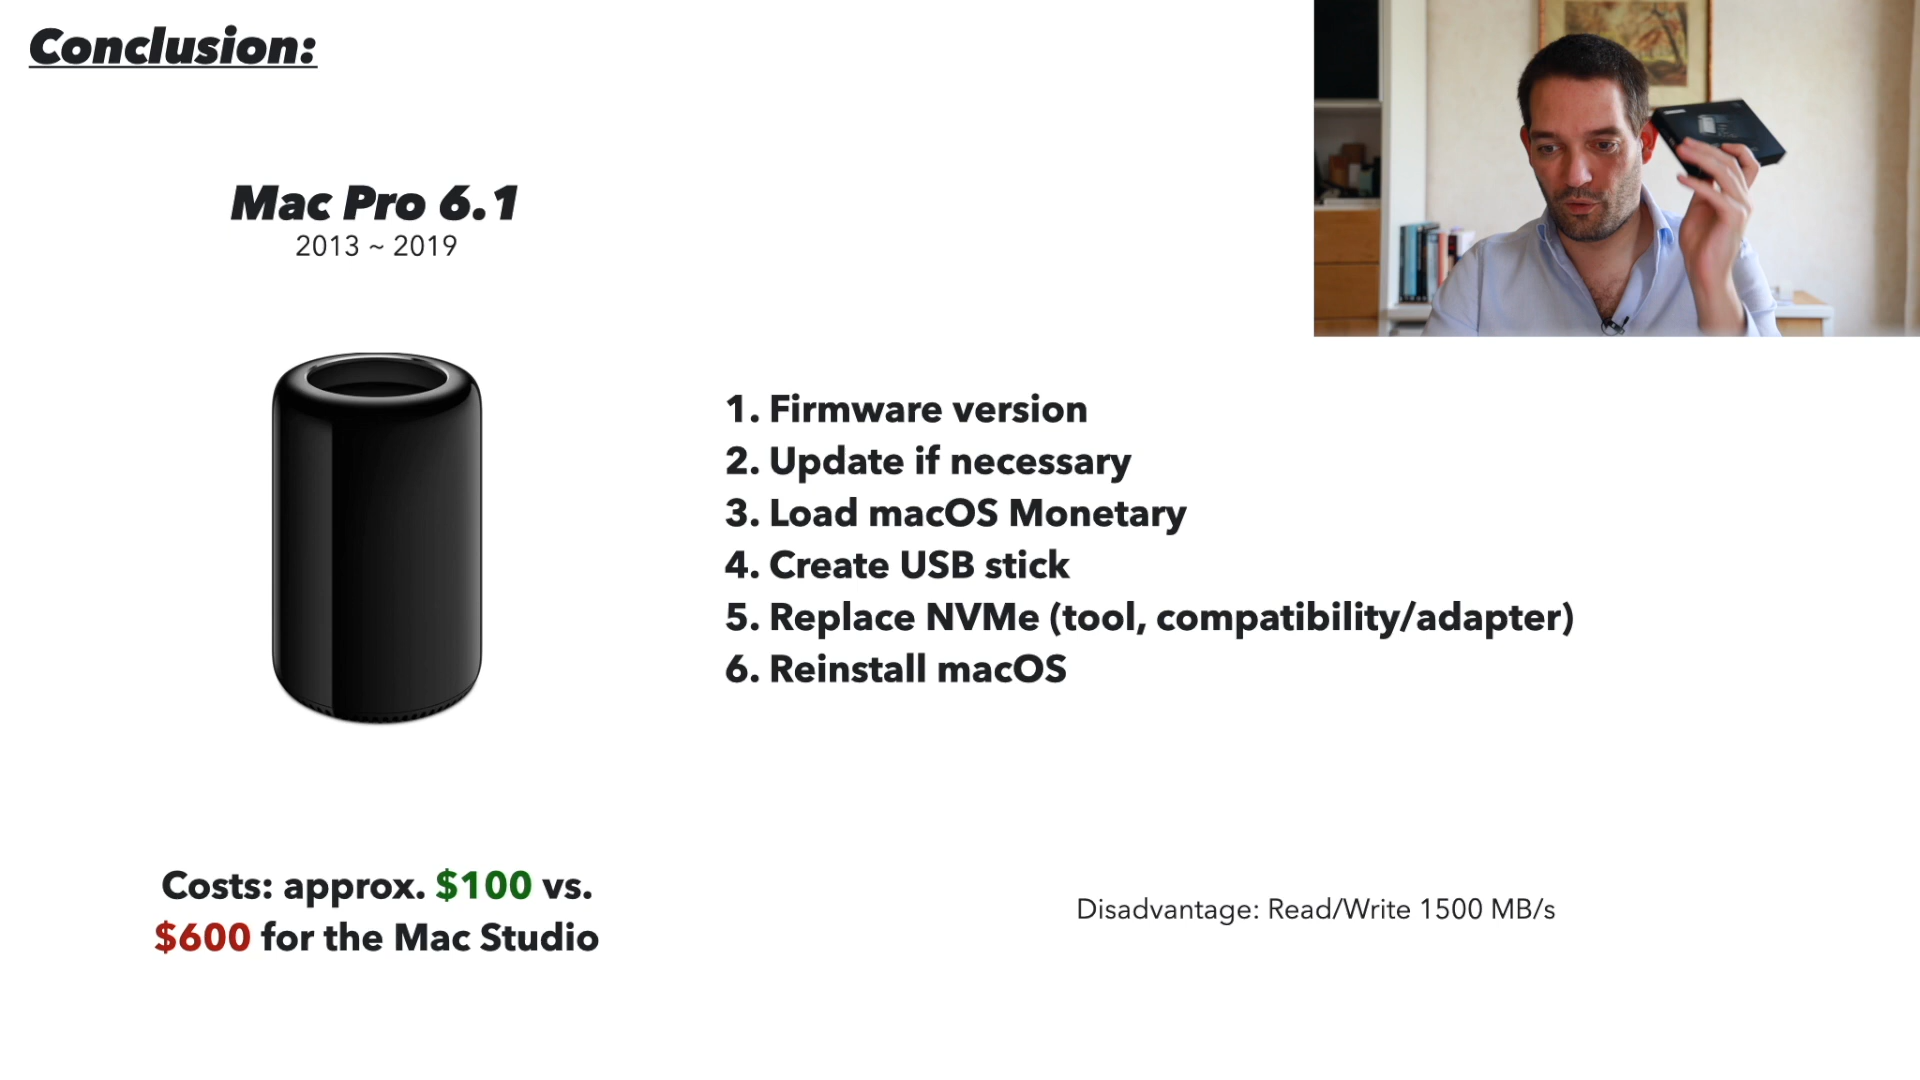 Conclusion:
Mac Pro 6.1
2013 ~ 2019
1. Firmware version
2. Update if necessary
3. Load macOS Monetary
4. Create USB stick
5. Replace NVMe (tool, compatibility/adapter)
6. Reinstall macOS
Costs: approx. $100 vs.
$600 for the Mac Studio
Disadvantage: Read/Write 1500 MB/s